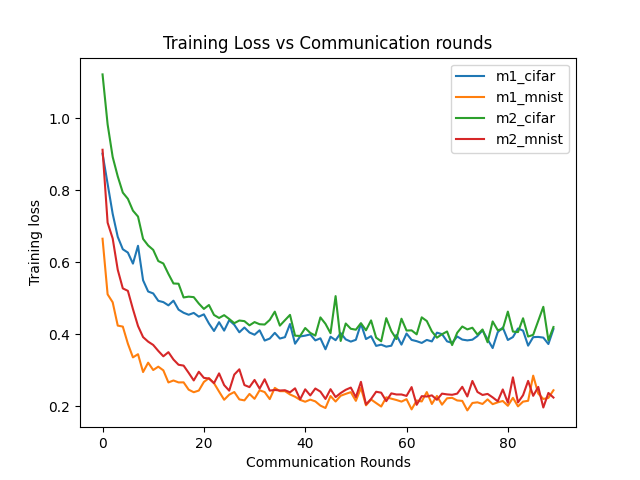 Training Loss vs Communication rounds
m1_cifar
m1_mnist
m2_cifar
m2_mnist
Training loss
1.0
0.8
0.6
0.4
0.2
0
20
40
60
80
Communication Rounds